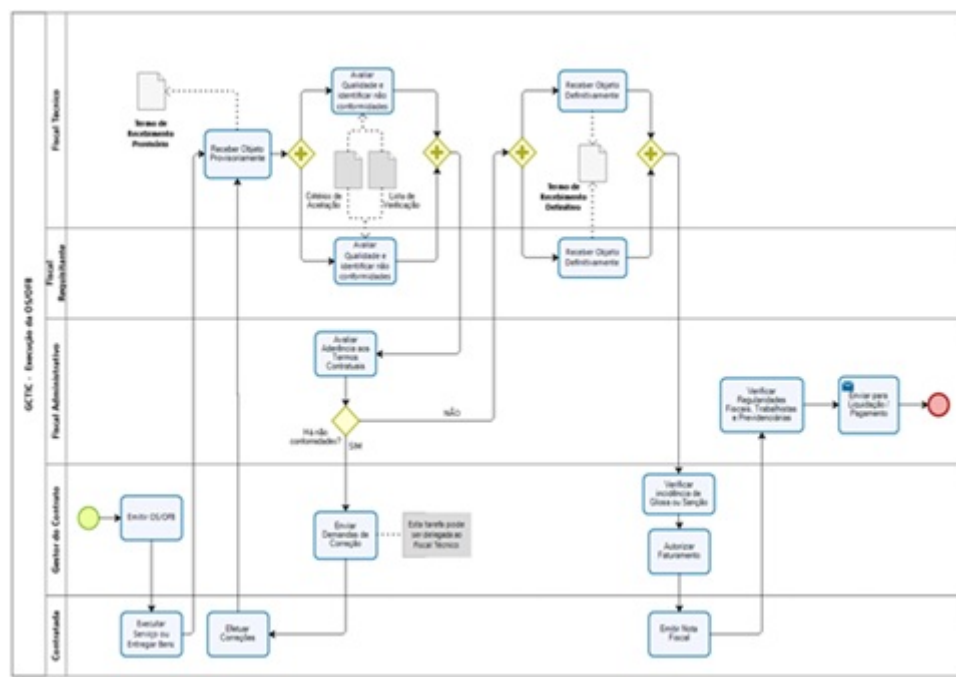 GCTIC - Execução da OS/OFB
Fiscal Técnico
Termo de
Recebimento
Provisório
Receber Objeto
Provisoriamente
Avaliar
Qualidade e
identificar não
conformidades
Critérios de
Aceitação
Lista de
Verificação
Receber Objeto
Definitivamente
Termo de
Recebimento
Definitivo
Fiscal
Requisitante
Avaliar
Qualidade e
identificar não
conformidades
Receber Objeto
Definitivamente
Fiscal Administrativo
Avaliar
Aderência aos
Termos
Contratuais
Há não
conformidades?
NÃO
SIM
Verificar
Regularidades
Fiscais, Trabalhistas
e Previdenciárias
Enviar para
Liquidação /
Pagamento
Gestor do Contrato
Emitir OS/OFB
Enviar
Demandas de
Correção
Esta tarefa pode
ser delegada ao
Fiscal Técnico
Verificar
incidência de
Glosa ou Sanção
Autorizar
Faturamento
Contratada
Executar
Serviço ou
Entregar Bens
Efetuar
Correções
Emitir Nota
Fiscal